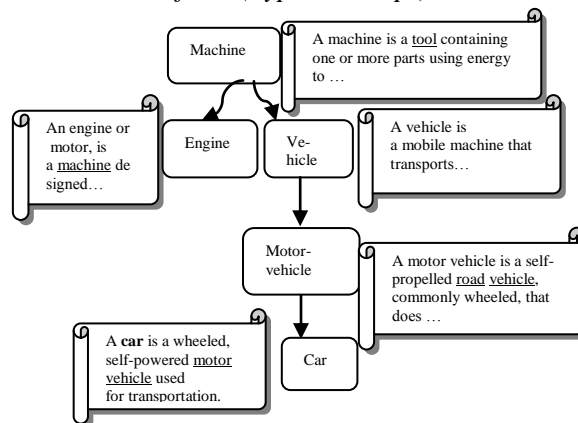 Machine
A machine is a tool containing
one or more parts using energy
to …
An engine or
motor, is
a machine de
signed…
Engine
Ve-
hicle
A vehicle is
a mobile machine that
transports…
Motor-
vehicle
A motor vehicle is a self-
propelled road vehicle,
commonly wheeled, that
does …
A car is a wheeled,
self-powered motor
vehicle used
for transportation.
Car